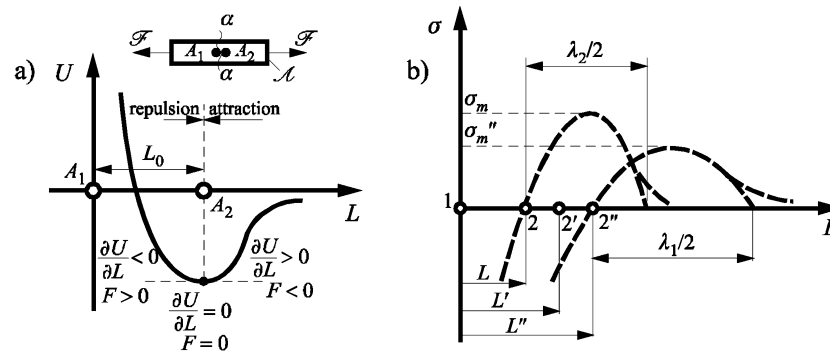 a)
ℱ
α
A₁
A₂
ℱ
α
𝒜
U
repulsion
attraction
L₀
A₁
A₂
L
∂U/∂L < 0
F > 0
∂U/∂L = 0
F = 0
∂U/∂L > 0
F < 0
b)
σ
λ₂/2
σₘ
σₘ″
1
2
2′
2″
λ₁/2
L
L′
L″